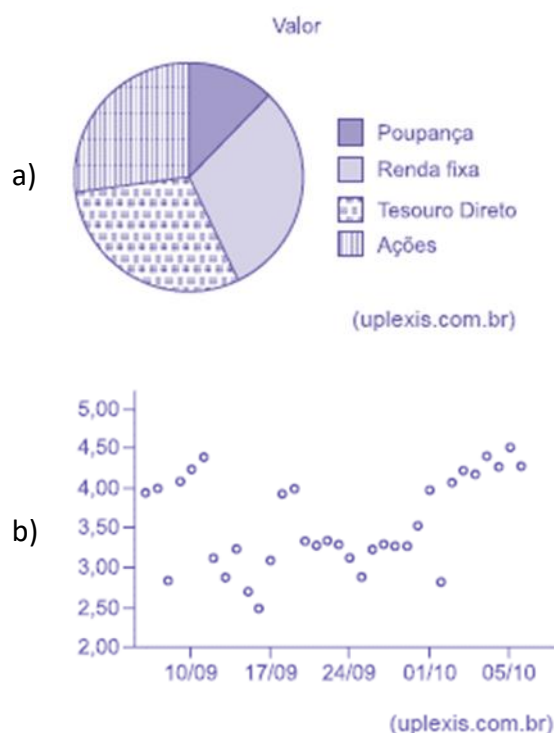 Valor
a)
Poupança
Renda fixa
Tesouro Direto
Ações
(uplexis.com.br)
b)
5,00
4,50
4,00
3,50
3,00
2,50
2,00
10/09 17/09 24/09 01/10 05/10
(uplexis.com.br)